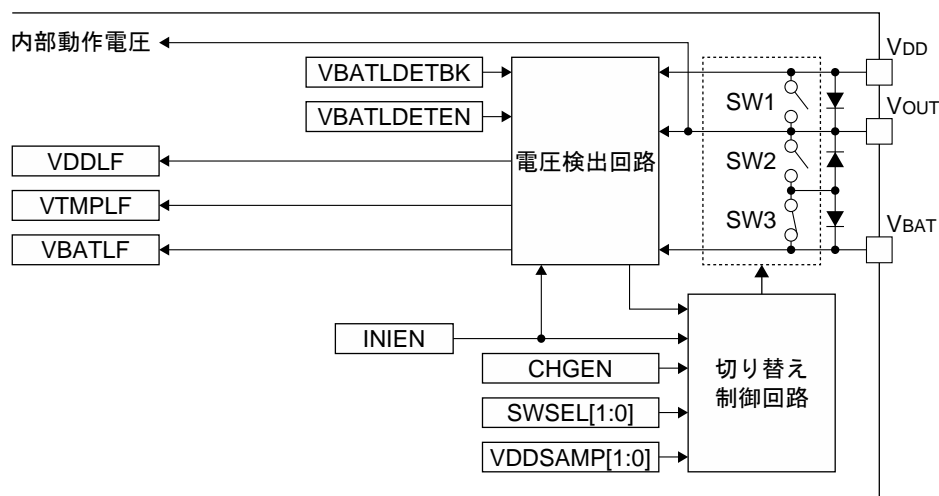 内部動作電圧
VDD
VBATLDETBK
SW1
VOUT
VBATLDETEN
電圧検出回路
VDDLF
SW2
VTMPLF
SW3
VBAT
VBATLF
INIEN
CHGEN
切り替え
制御回路
SWSEL[1:0]
VDDSAMP[1:0]